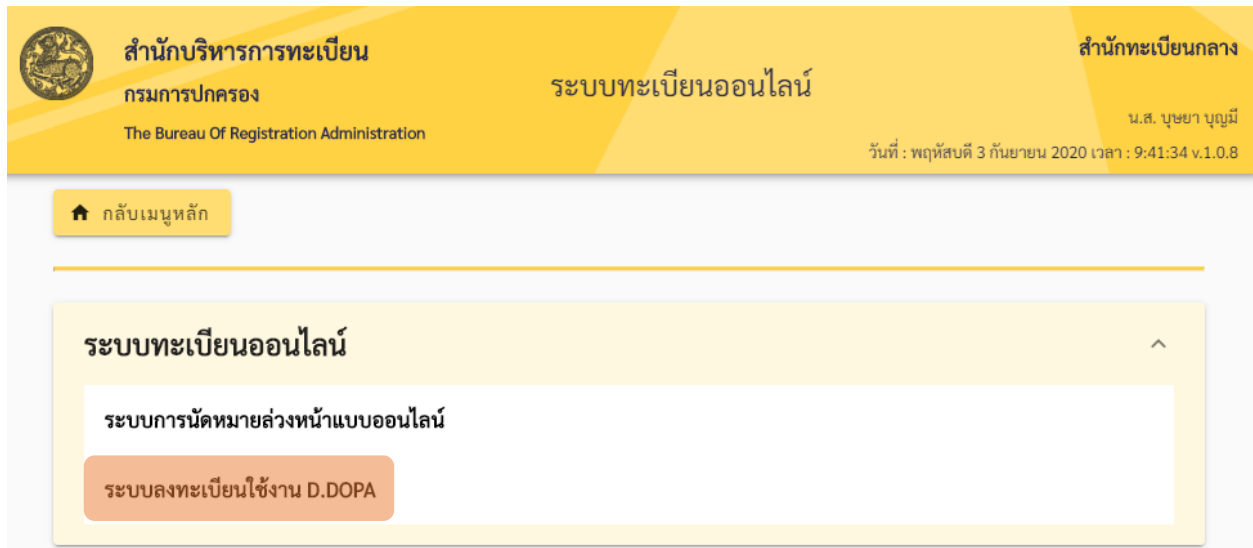 สำนักบริหารการทะเบียน
กรมการปกครอง
The Bureau Of Registration Administration
ระบบทะเบียนออนไลน์
สำนักทะเบียนกลาง
น.ส. บุษยา บุญมี
วันที่ : พฤหัสบดี 3 กันยายน 2020 เวลา : 9:41:34 v.1.0.8
กลับเมนูหลัก
ระบบทะเบียนออนไลน์
ระบบการนัดหมายล่วงหน้าแบบออนไลน์
ระบบลงทะเบียนใช้งาน D.DOPA